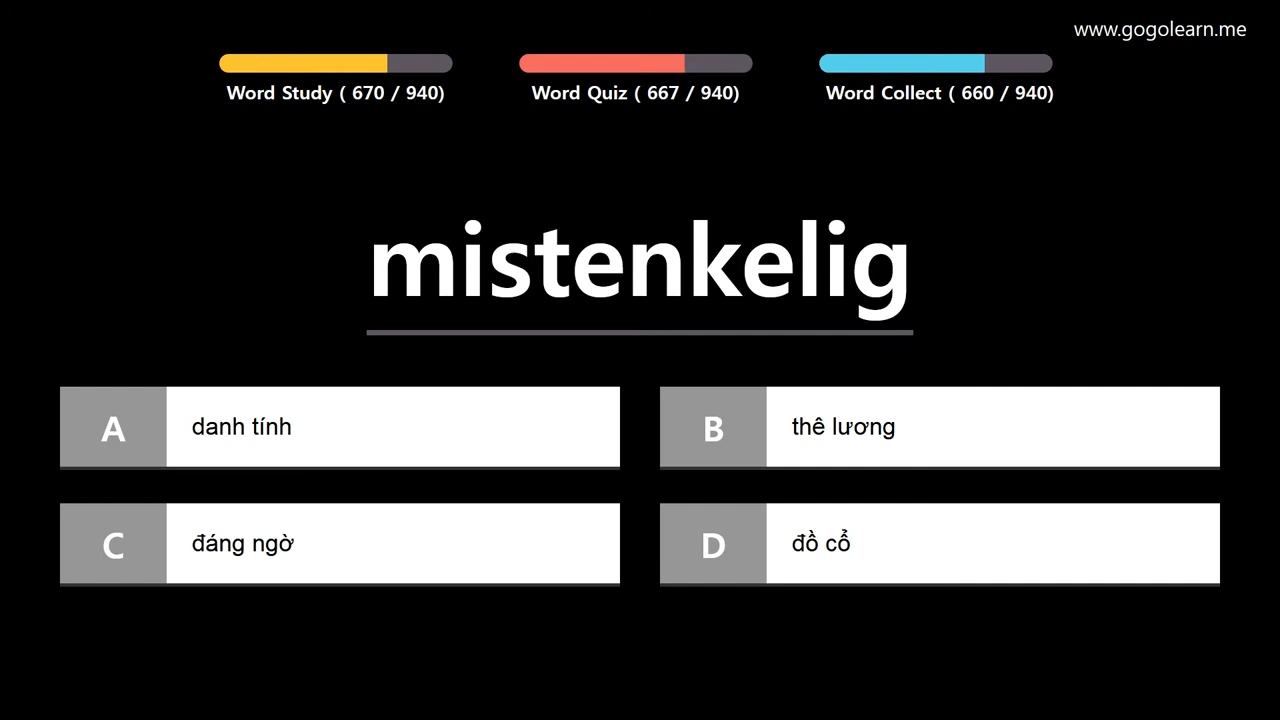 www.gogolearn.me
Word Study ( 670 / 940)
Word Quiz ( 667 / 940)
Word Collect ( 660 / 940)
mistenkelig
A danh tính
B thê lương
C đáng ngờ
D đồ cổ